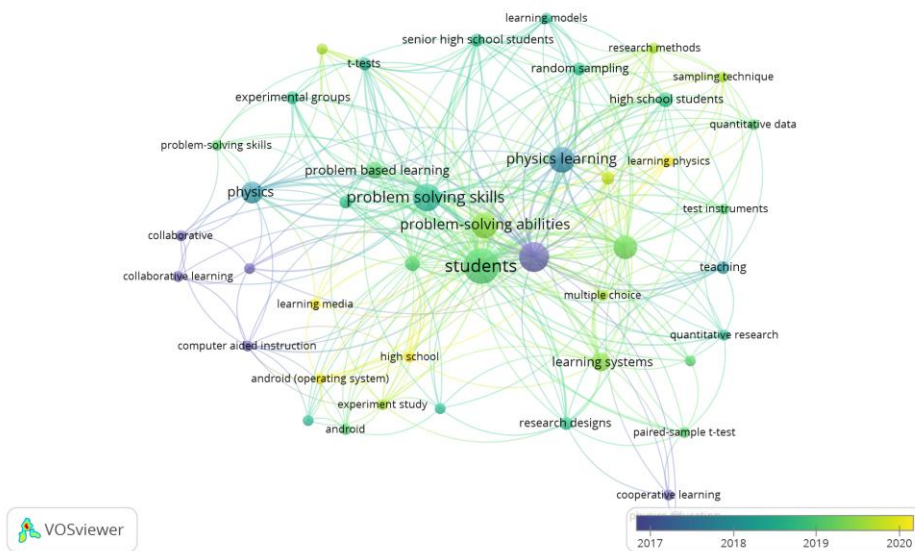 learning models
senior high school students
research methods
t-tests
random sampling
sampling technique
experimental groups
high school students
quantitative data
problem-solving skills
physics learning
learning physics
problem based learning
physics
problem solving skills
test instruments
problem-solving abilities
collaborative
students
teaching
collaborative learning
multiple choice
learning media
quantitative research
computer aided instruction
high school
learning systems
android (operating system)
experiment study
research designs
android
paired-sample t-test
cooperative learning
physics education
VOSviewer
2017 2018 2019 2020